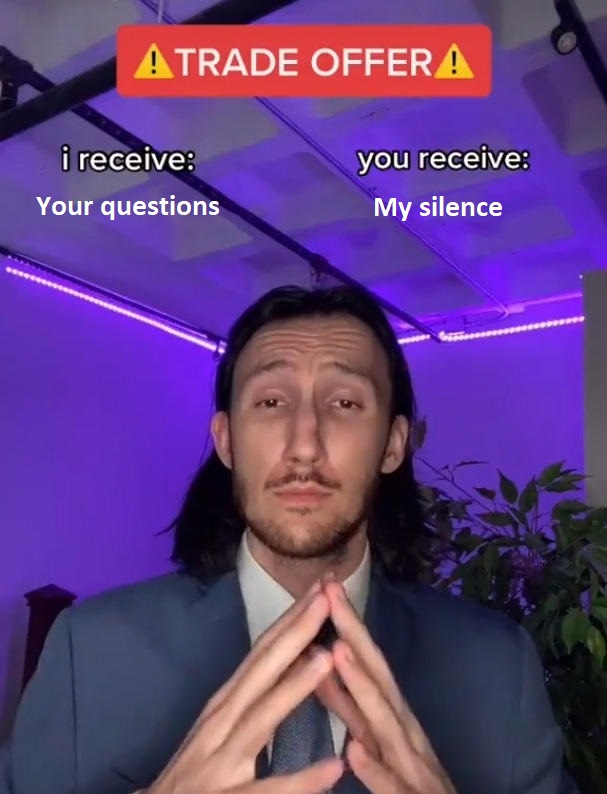 ⚠️TRADE OFFER⚠️
i receive: you receive:
Your questions My silence